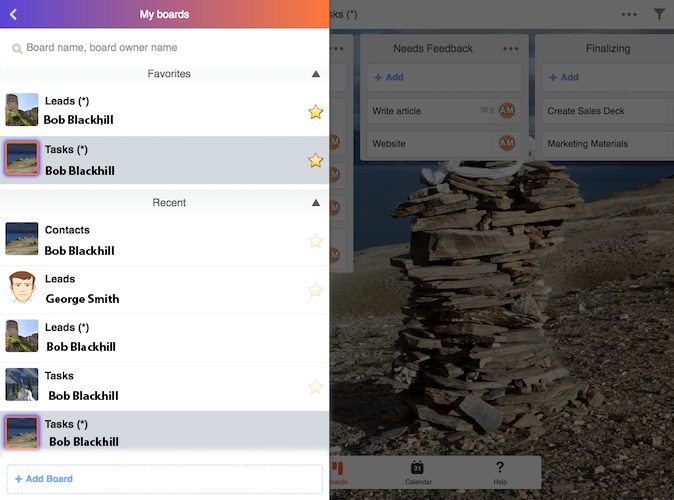 My boards
Board name, board owner name
Favorites
Leads (*)
Bob Blackhill
Tasks (*)
Bob Blackhill
Recent
Contacts
Bob Blackhill
Leads
George Smith
Leads (*)
Bob Blackhill
Tasks
Bob Blackhill
Tasks (*)
Bob Blackhill
+ Add Board
sks (*)
Needs Feedback
+ Add
Write article 2 AM
Website AM
Finalizing
+ Add
Create Sales Deck
Marketing Materials
oards
31
Calendar
?
Help